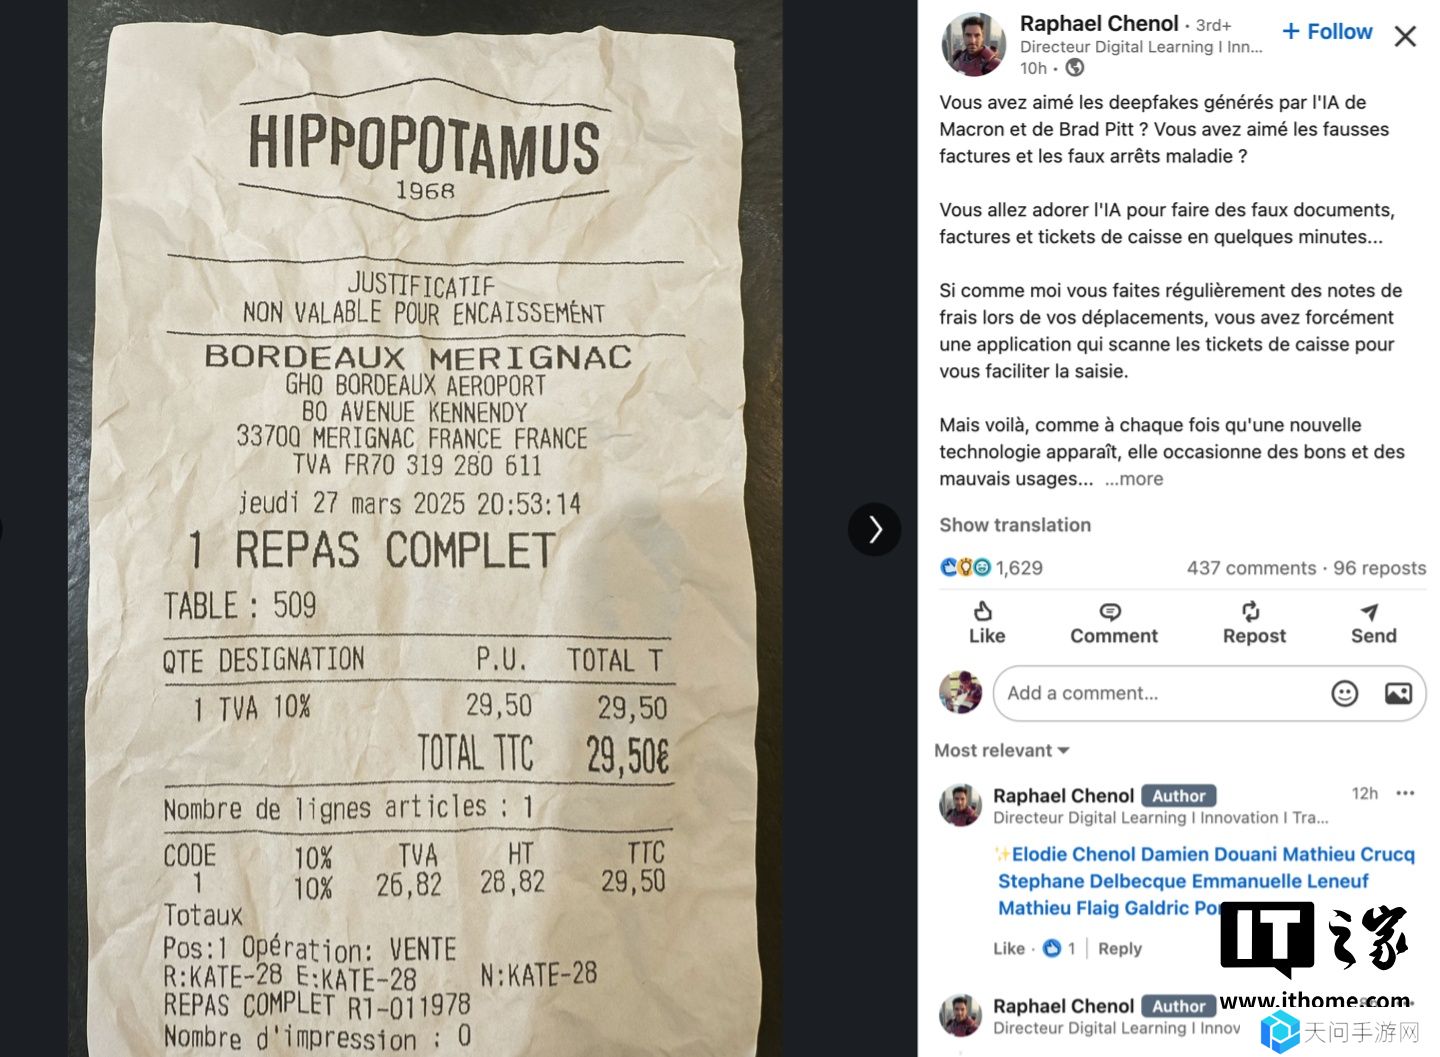 HIPPOPOTAMUS
1968
JUSTIFICATIF
NON VALABLE POUR ENCAISSEMÉNT
BORDEAUX MERIGNAC
GHO BORDEAUX AEROPORT
BO AVENUE KENNENDY
33700 MERIGNAC FRANCE FRANCE
TVA FR70 319 280 611
jeudi 27 mars 2025 20:53:14
1 REPAS COMPLET
TABLE : 509
QTE DESIGNATION P.U. TOTAL T
1 TVA 10% 29,50 29,50
TOTAL TTC 29,50€
Nombre de lignes articles : 1
CODE 10% TVA HT TTC
1 10% 26,82 28,82 29,50
Totaux
Pos:1 Opération: VENTE
R:KATE-28 E:KATE-28 N:KATE-28
REPAS COMPLET R1-011978
Nombre d'impression : 0
Raphael Chenol · 3rd+
Directeur Digital Learning I Inn...
10h ·
+ Follow
Vous avez aimé les deepfakes générés par l'IA de
Macron et de Brad Pitt ? Vous avez aimé les fausses
factures et les faux arrêts maladie ?
Vous allez adorer l'IA pour faire des faux documents,
factures et tickets de caisse en quelques minutes...
Si comme moi vous faites régulièrement des notes de
frais lors de vos déplacements, vous avez forcément
une application qui scanne les tickets de caisse pour
vous faciliter la saisie.
Mais voilà, comme à chaque fois qu'une nouvelle
technologie apparaît, elle occasionne des bons et des
mauvais usages... ...more
Show translation
1,629 437 comments · 96 reposts
Like Comment Repost Send
Add a comment...
Most relevant
Raphael Chenol Author 12h
Directeur Digital Learning I Innovation I Tra...
Elodie Chenol Damien Douani Mathieu Crucq
Stephane Delbecque Emmanuelle Leneuf
Mathieu Flaig Galdric
Like · 1 | Reply
IT之家
www.ithome.com
Raphael Chenol Author
Directeur Digital Learning I Innov
天问手游网